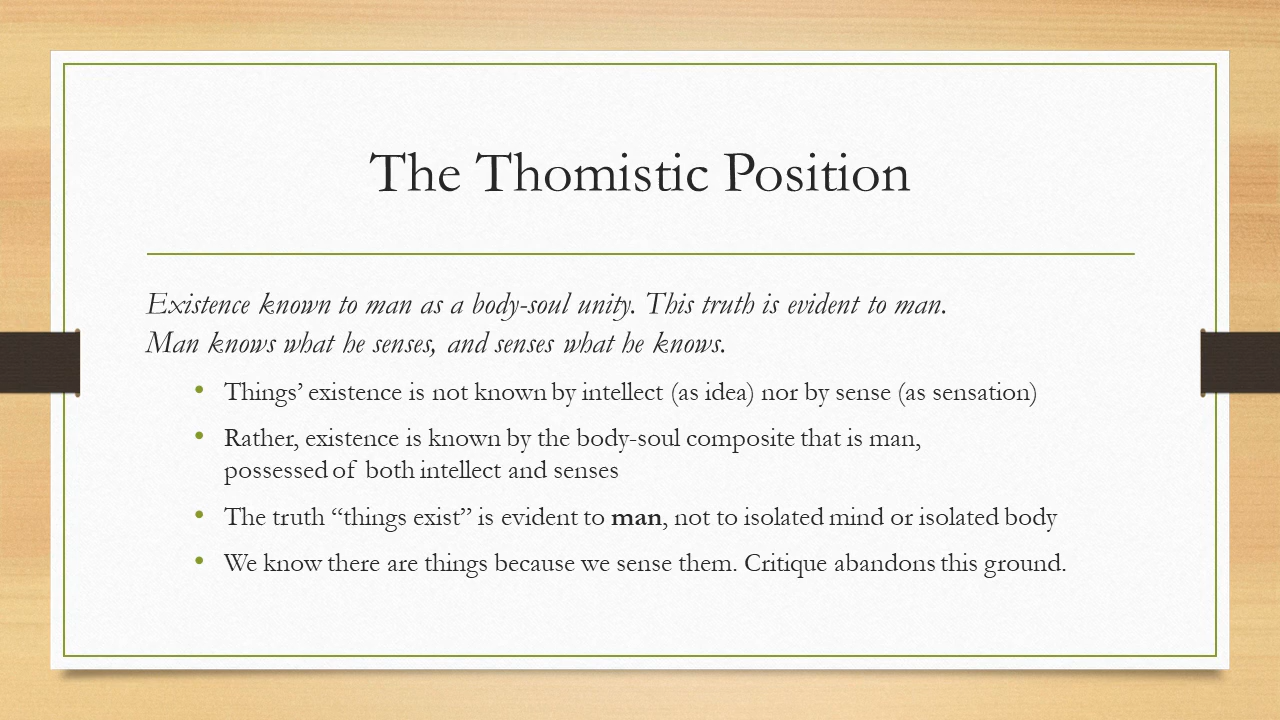 The Thomistic Position
Existence known to man as a body-soul unity. This truth is evident to man.
Man knows what he senses, and senses what he knows.
• Things’ existence is not known by intellect (as idea) nor by sense (as sensation)
• Rather, existence is known by the body-soul composite that is man,
possessed of both intellect and senses
• The truth “things exist” is evident to man, not to isolated mind or isolated body
• We know there are things because we sense them. Critique abandons this ground.